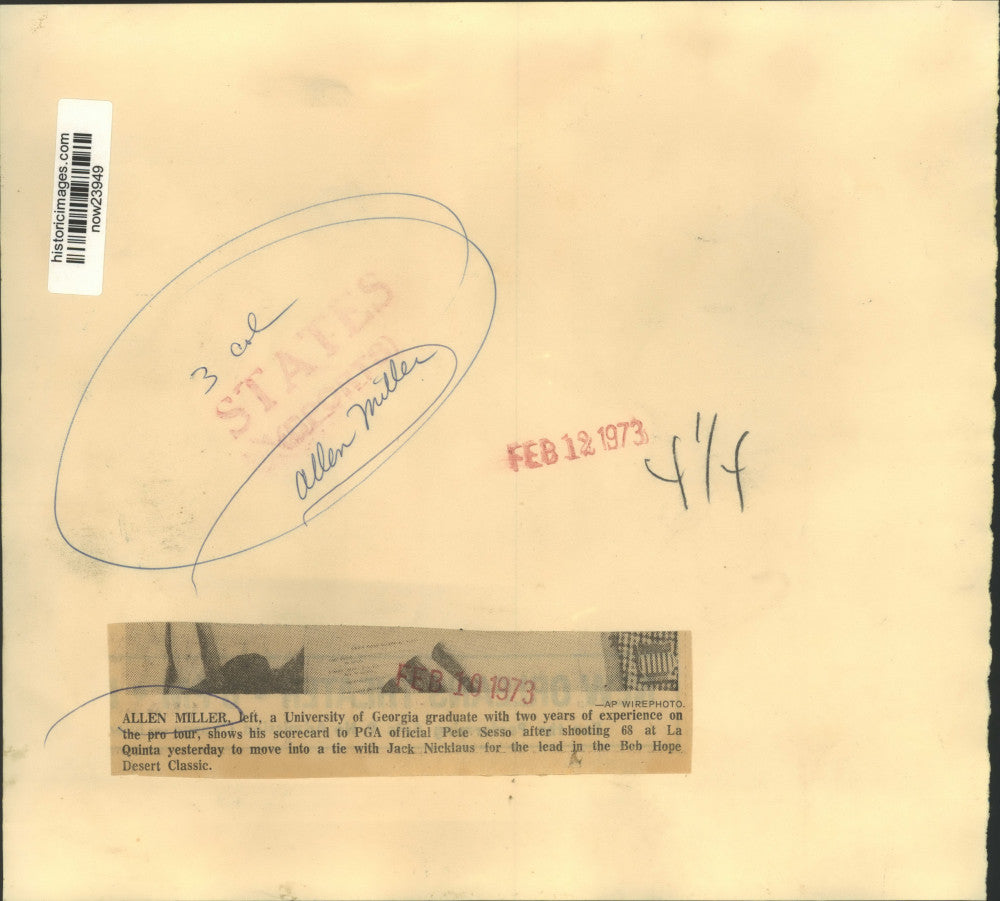 historicimages.com
now23949
3 col
STATES
Allen Miller
FEB 12 1973
4 1/4
FEB 10 1973
—AP WIREPHOTO.
ALLEN MILLER, left, a University of Georgia graduate with two years of experience on
the pro tour, shows his scorecard to PGA official Pete Sesso after shooting 68 at La
Quinta yesterday to move into a tie with Jack Nicklaus for the lead in the Bob Hope
Desert Classic.